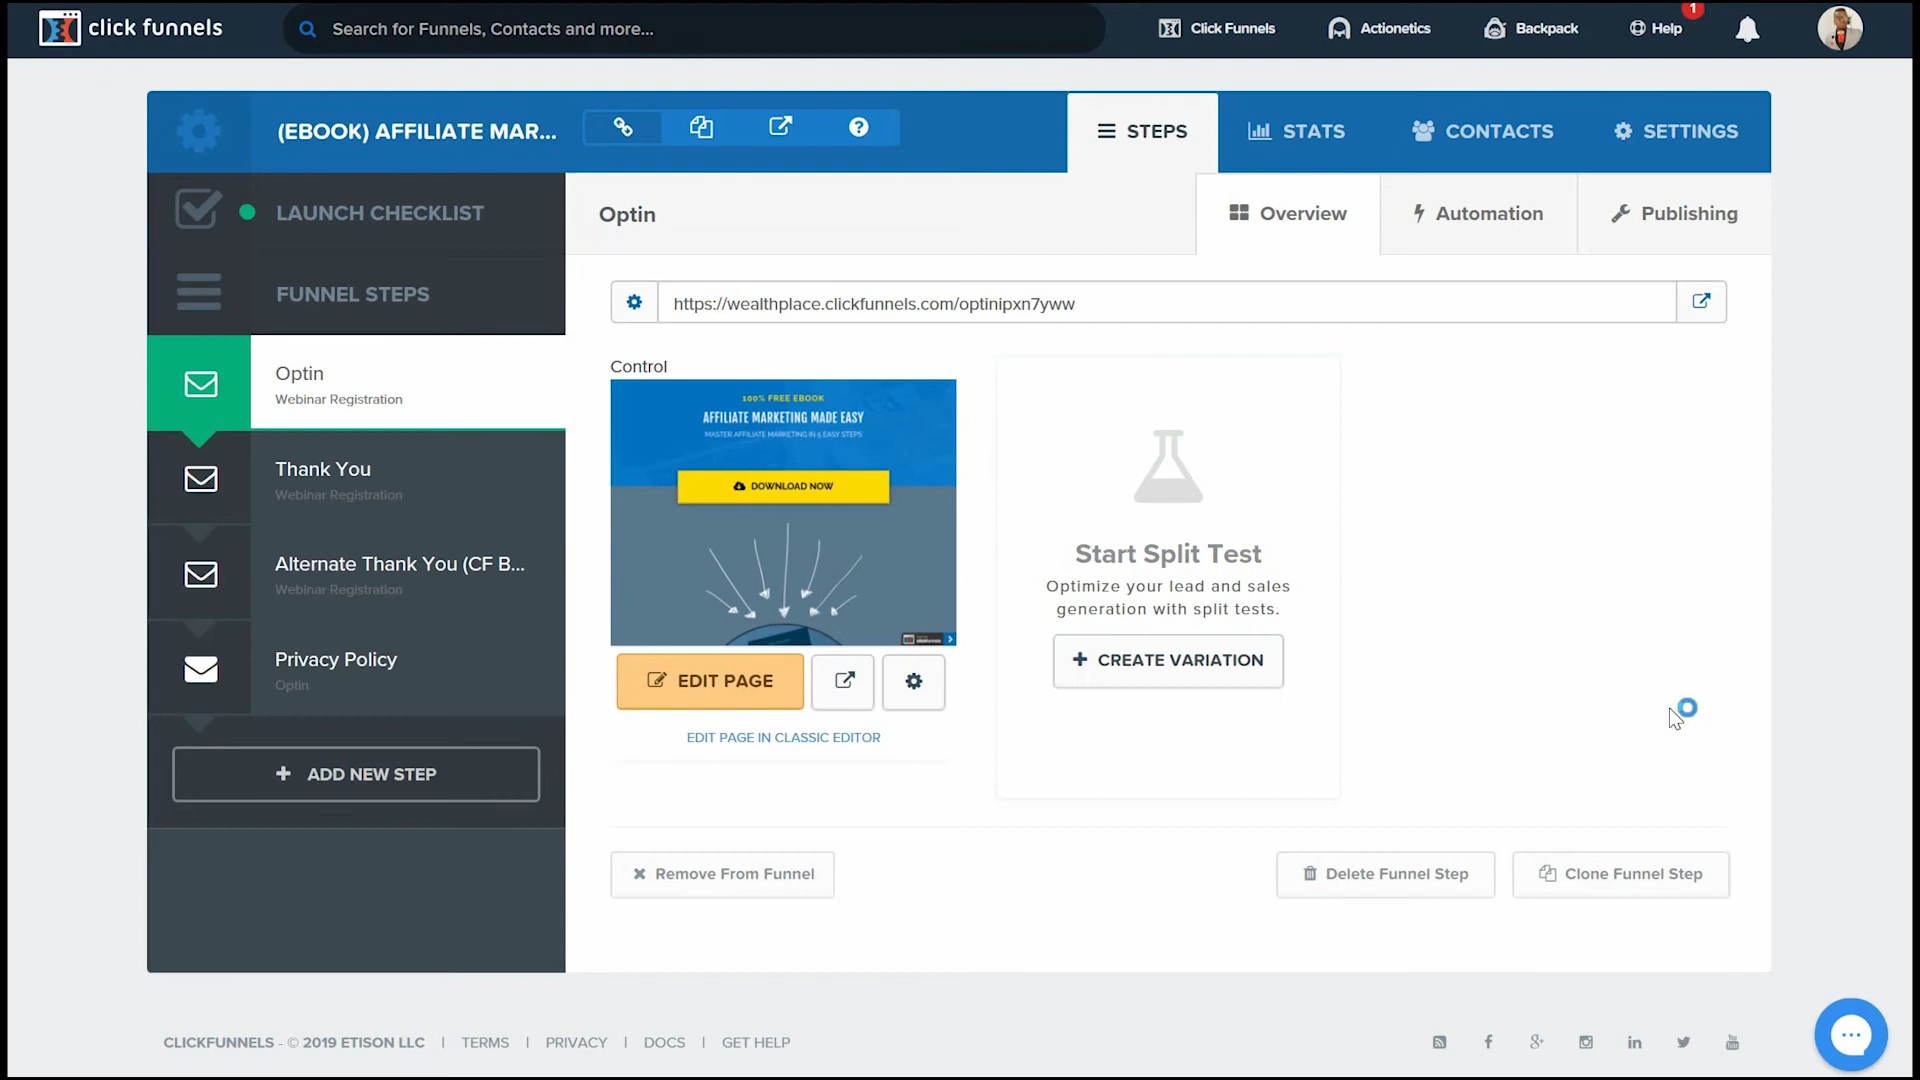 click funnels
Search for Funnels, Contacts and more...
Click Funnels
Actionetics
Backpack
Help
1
(EBOOK) AFFILIATE MAR...
STEPS
STATS
CONTACTS
SETTINGS
LAUNCH CHECKLIST
FUNNEL STEPS
Optin
Webinar Registration
Thank You
Webinar Registration
Alternate Thank You (CF B...
Webinar Registration
Privacy Policy
Optin
+ ADD NEW STEP
Optin
Overview
Automation
Publishing
https://wealthplace.clickfunnels.com/optinipxn7yww
Control
100% FREE EBOOK
AFFILIATE MARKETING MADE EASY
MASTER AFFILIATE MARKETING IN 5 EASY STEPS
DOWNLOAD NOW
EDIT PAGE
EDIT PAGE IN CLASSIC EDITOR
Start Split Test
Optimize your lead and sales
generation with split tests.
+ CREATE VARIATION
Remove From Funnel
Delete Funnel Step
Clone Funnel Step
CLICKFUNNELS - © 2019 ETISON LLC | TERMS | PRIVACY | DOCS | GET HELP